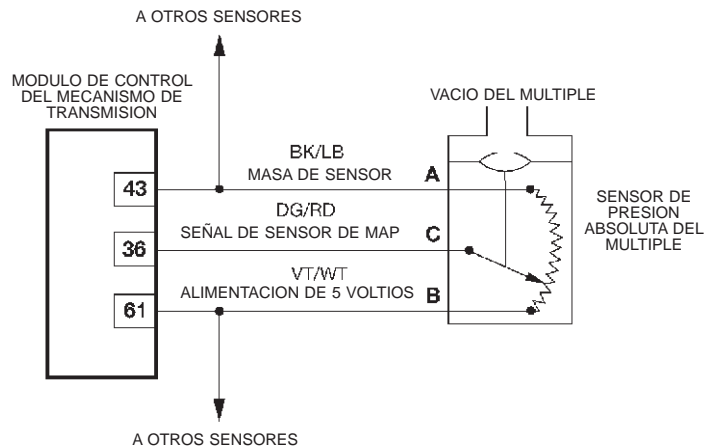 A OTROS SENSORES
MODULO DE CONTROL
DEL MECANISMO DE
TRANSMISION
VACIO DEL MULTIPLE
BK/LB
43
MASA DE SENSOR
A
DG/RD
36
SEÑAL DE SENSOR DE MAP
C
SENSOR DE
PRESION
ABSOLUTA DEL
MULTIPLE
VT/WT
61
ALIMENTACION DE 5 VOLTIOS
B
A OTROS SENSORES